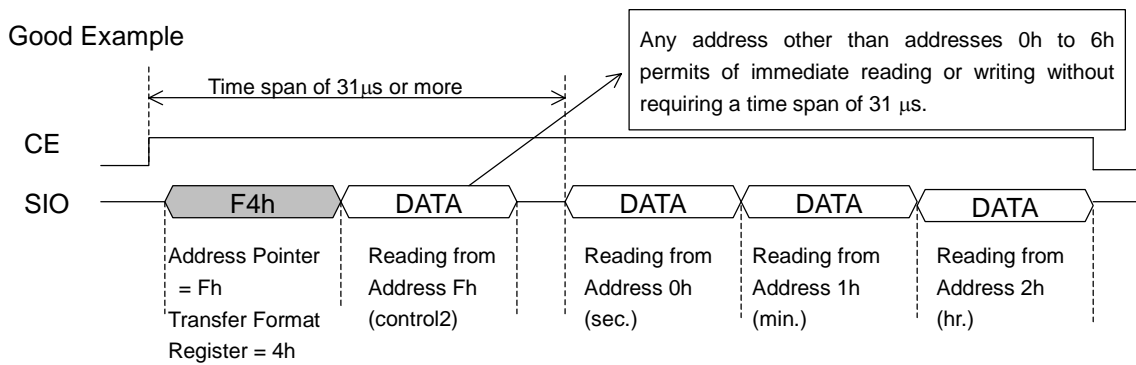 Good Example
Any address other than addresses 0h to 6h
permits of immediate reading or writing without
requiring a time span of 31 μs.
Time span of 31μs or more
CE
SIO
F4h
DATA
DATA
DATA
DATA
Address Pointer
= Fh
Transfer Format
Register = 4h
Reading from
Address Fh
(control2)
Reading from
Address 0h
(sec.)
Reading from
Address 1h
(min.)
Reading from
Address 2h
(hr.)